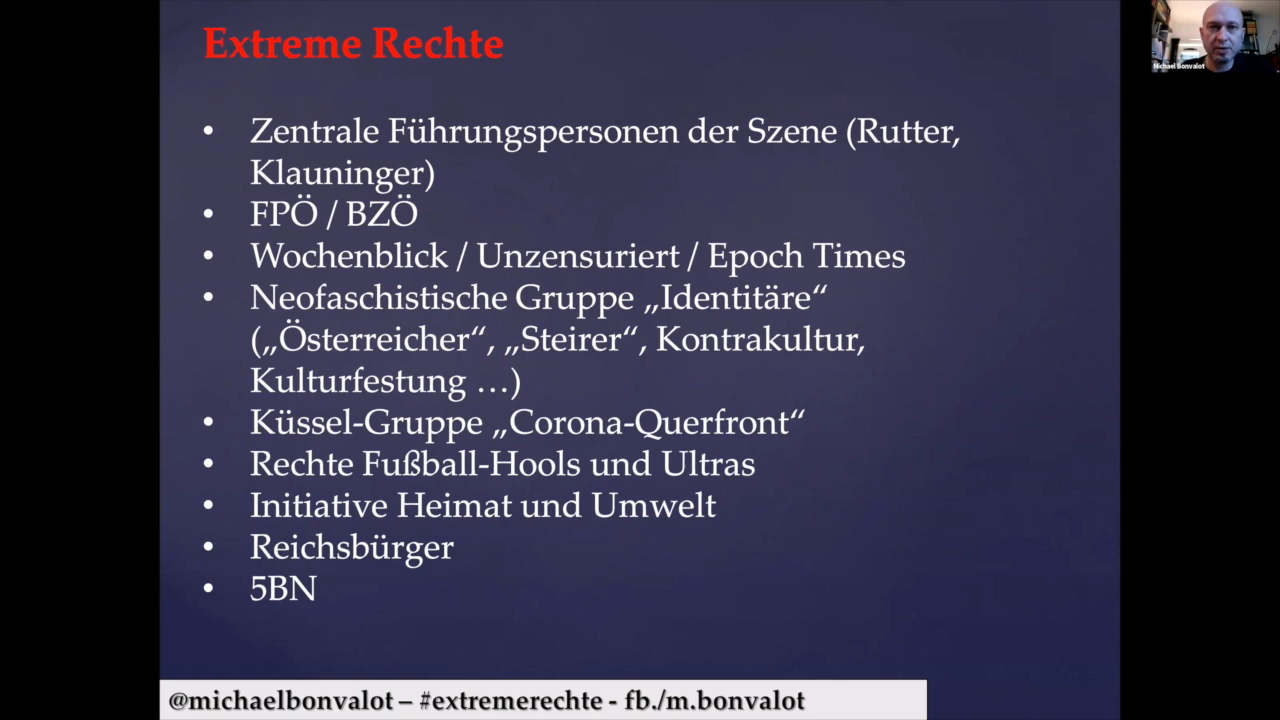 Extreme Rechte
Michael Bonvalot
• Zentrale Führungspersonen der Szene (Rutter,
Klauninger)
• FPÖ / BZÖ
• Wochenblick / Unzensuriert / Epoch Times
• Neofaschistische Gruppe „Identitäre“
(„Österreicher“, „Steirer“, Kontrakultur,
Kulturfestung …)
• Küssel-Gruppe „Corona-Querfront“
• Rechte Fußball-Hools und Ultras
• Initiative Heimat und Umwelt
• Reichsbürger
• 5BN
@michaelbonvalot – #extremerechte - fb./m.bonvalot